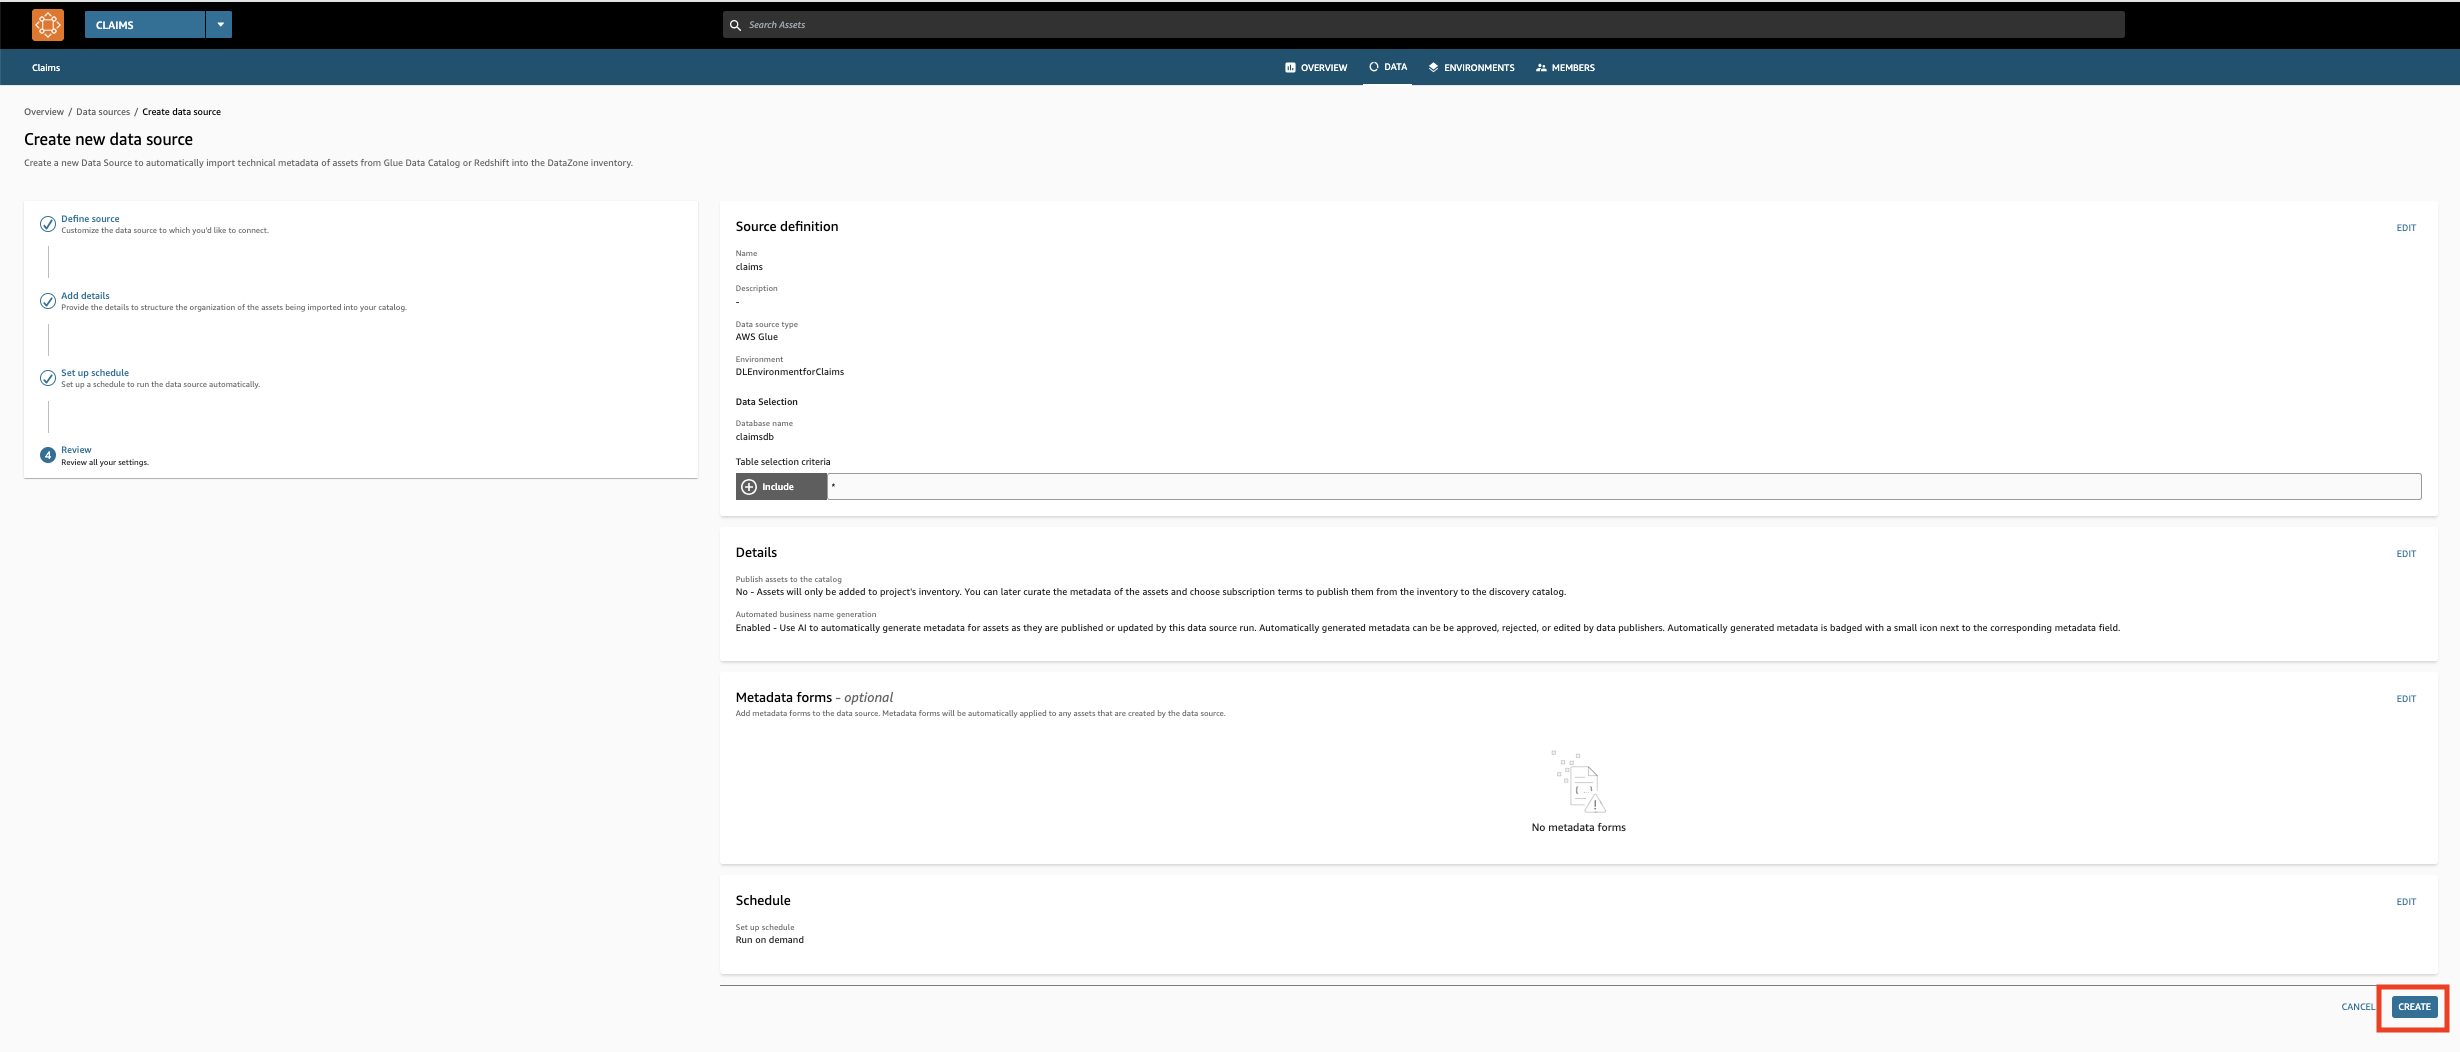 CLAIMS
Search Assets
Claims
OVERVIEW
DATA
ENVIRONMENTS
MEMBERS
Overview / Data sources / Create data source
Create new data source
Create a new Data Source to automatically import technical metadata of assets from Glue Data Catalog or Redshift into the DataZone inventory.
Define source
Customize the data source to which you'd like to connect.
Add details
Provide the details to structure the organization of the assets being imported into your catalog.
Set up schedule
Set up a schedule to run the data source automatically.
4 Review
Review all your settings.
Source definition
EDIT
Name
claims
Description
-
Data source type
AWS Glue
Environment
DLEnvironmentforClaims
Data Selection
Database name
claimsdb
Table selection criteria
Include *
Details
EDIT
Publish assets to the catalog
No - Assets will only be added to project's inventory. You can later curate the metadata of the assets and choose subscription terms to publish them from the inventory to the discovery catalog.
Automated business name generation
Enabled - Use AI to automatically generate metadata for assets as they are published or updated by this data source run. Automatically generated metadata can be be approved, rejected, or edited by data publishers. Automatically generated metadata is badged with a small icon next to the corresponding metadata field.
Metadata forms - optional
EDIT
Add metadata forms to the data source. Metadata forms will be automatically applied to any assets that are created by the data source.
No metadata forms
Schedule
EDIT
Set up schedule
Run on demand
CANCEL
CREATE